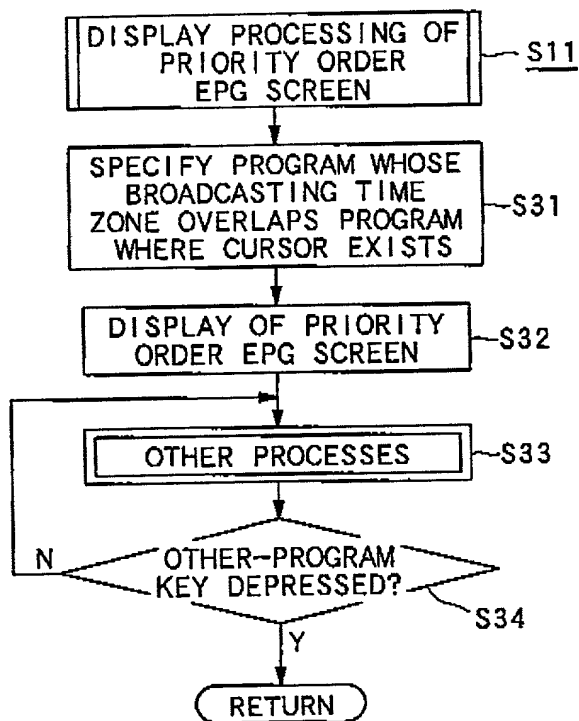 DISPLAY PROCESSING OF
PRIORITY ORDER
EPG SCREEN
S11
SPECIFY PROGRAM WHOSE
BROADCASTING TIME
ZONE OVERLAPS PROGRAM
WHERE CURSOR EXISTS
S31
DISPLAY OF PRIORITY
ORDER EPG SCREEN
S32
OTHER PROCESSES
S33
N
OTHER-PROGRAM
KEY DEPRESSED?
S34
Y
RETURN